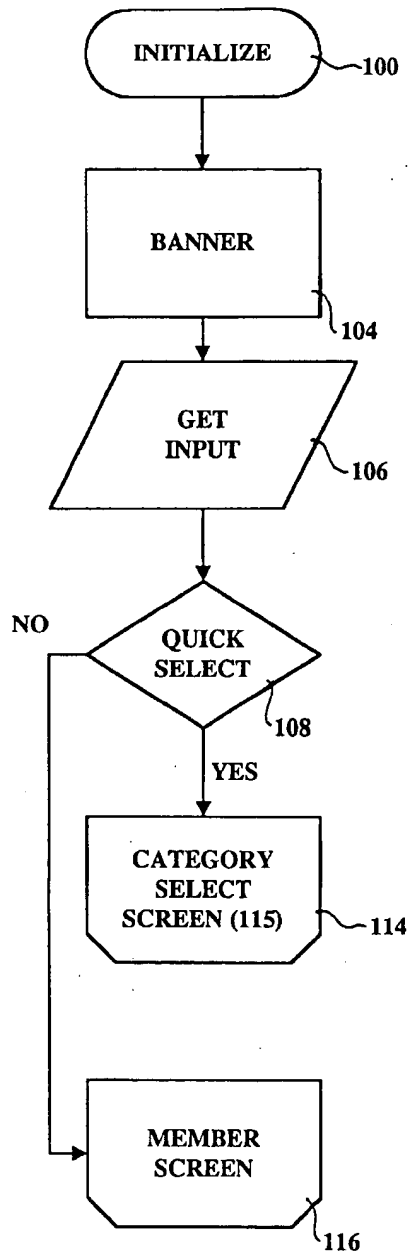 INITIALIZE
100
BANNER
104
GET
INPUT
106
NO
QUICK
SELECT
108
YES
CATEGORY
SELECT
SCREEN (115)
114
MEMBER
SCREEN
116